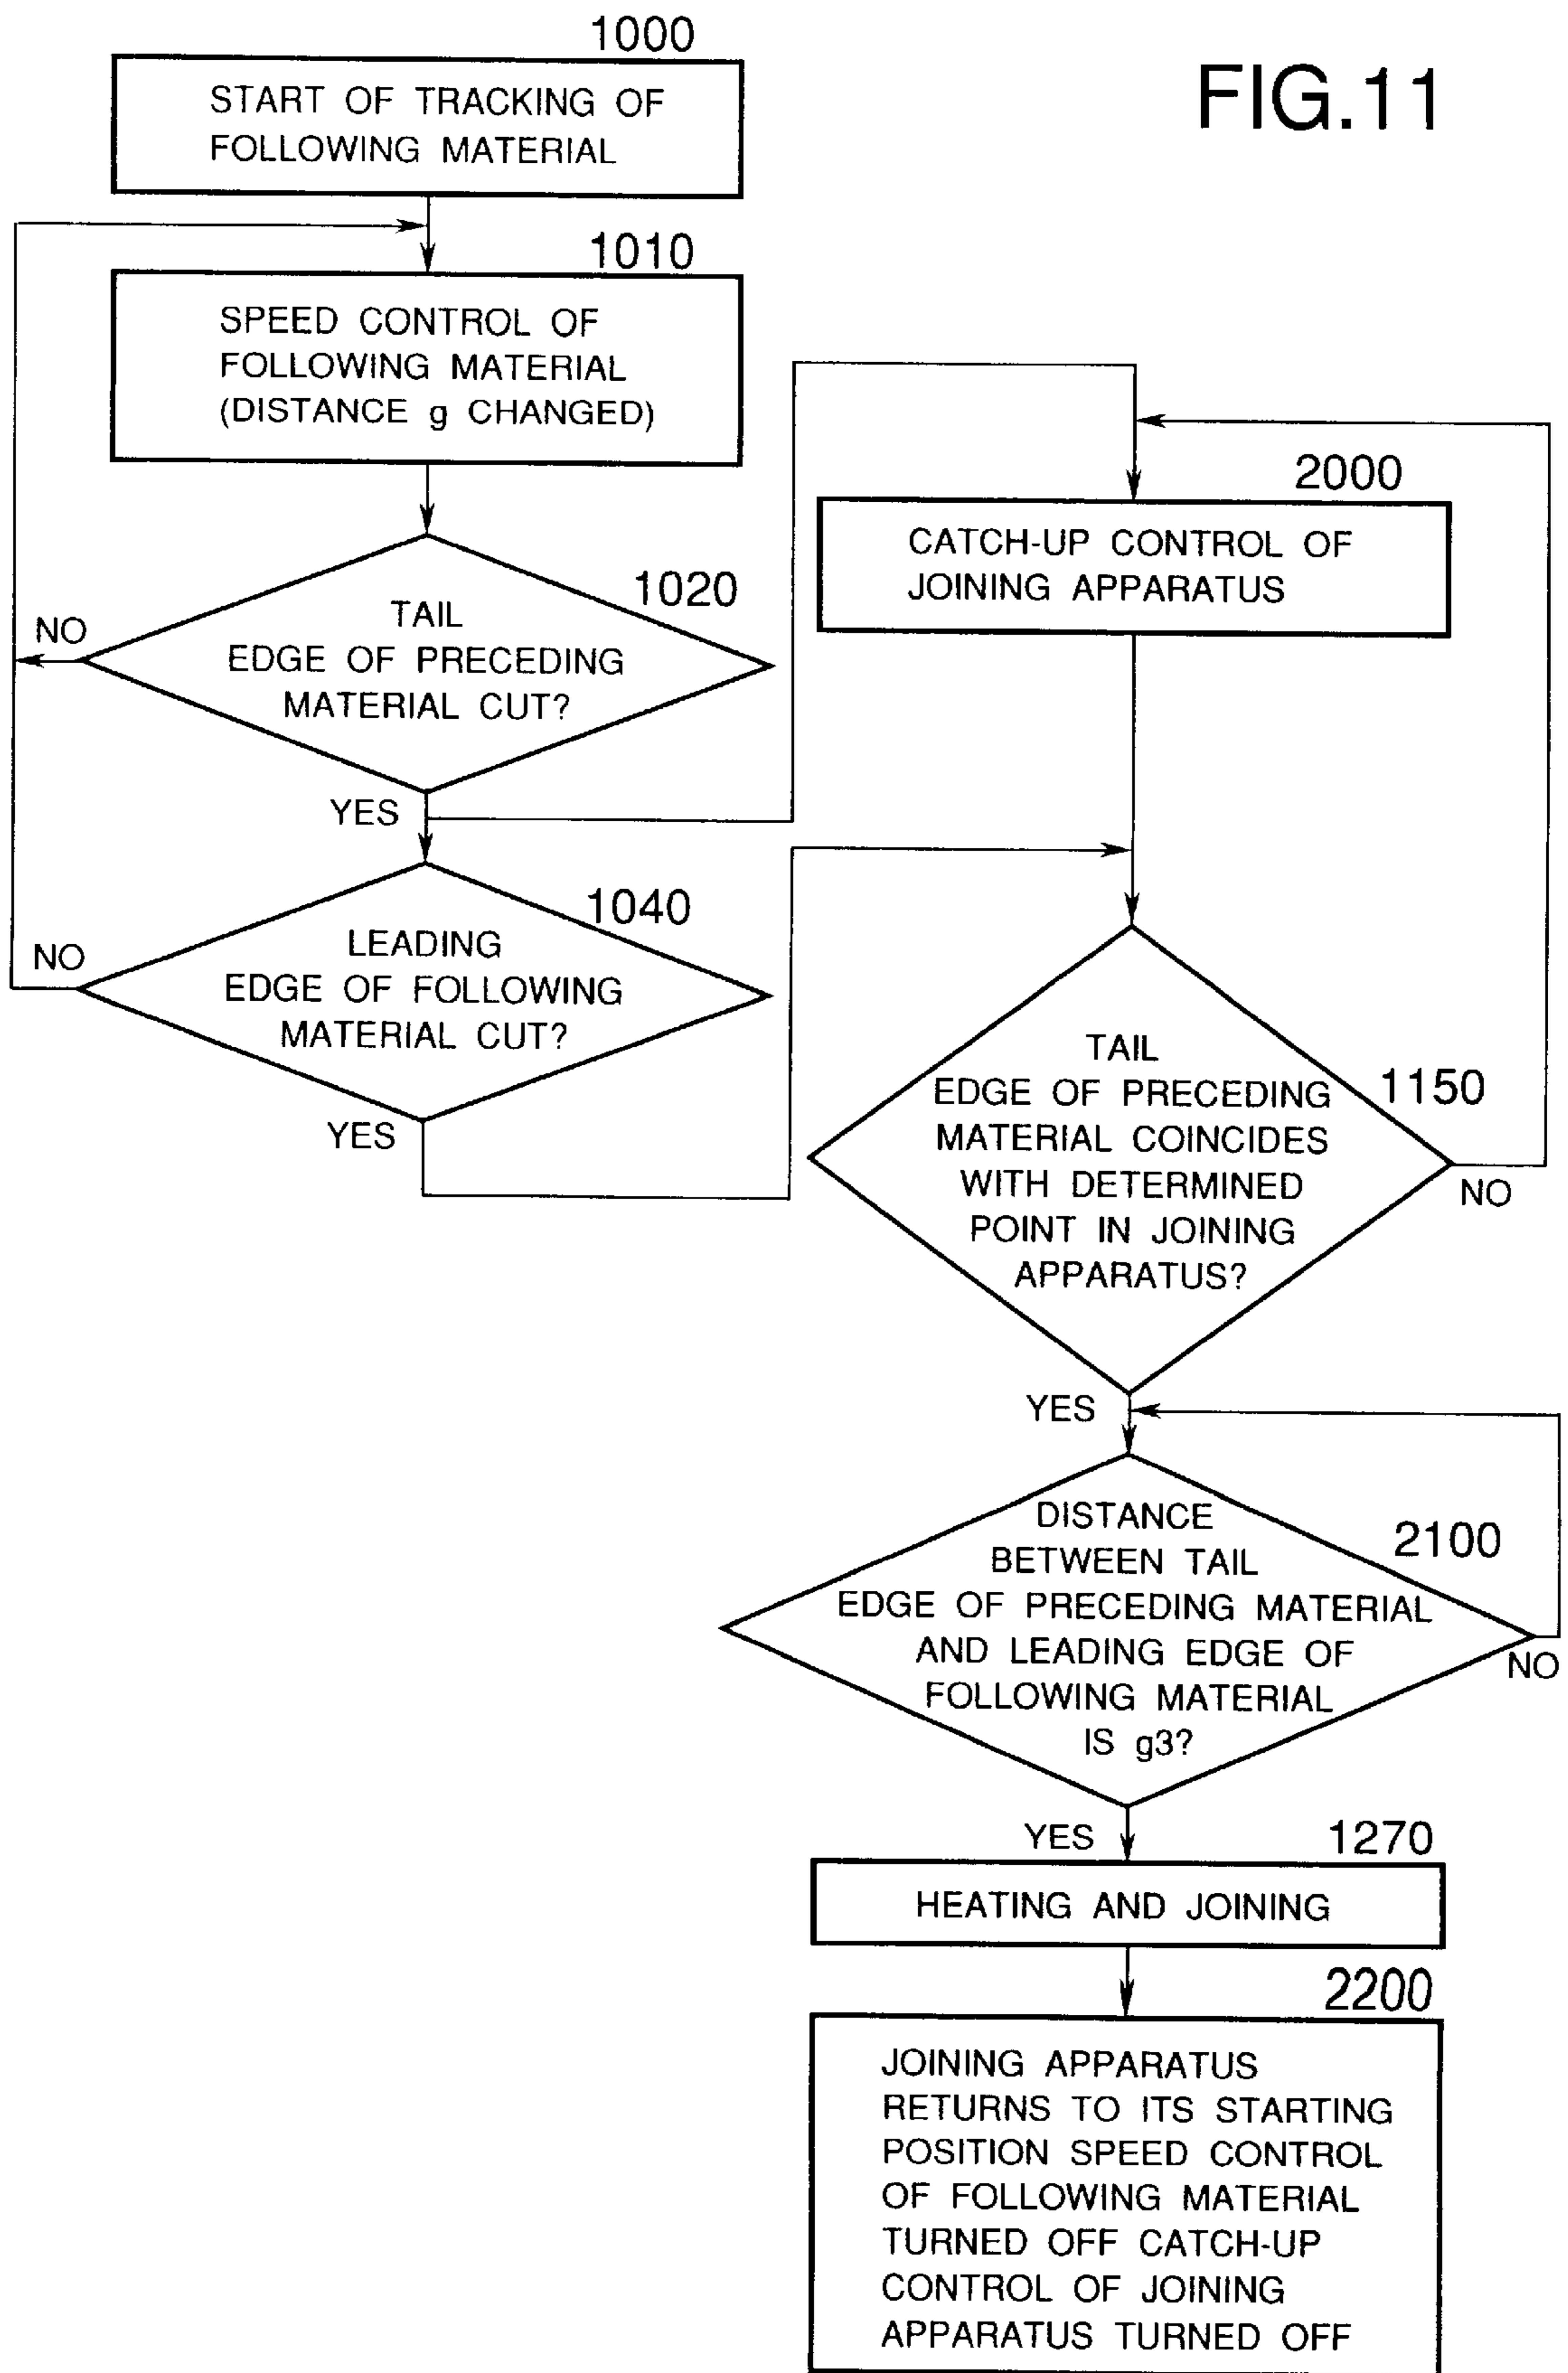 FIG.11
1000
START OF TRACKING OF
FOLLOWING MATERIAL
1010
SPEED CONTROL OF
FOLLOWING MATERIAL
(DISTANCE g CHANGED)
1020
TAIL
EDGE OF PRECEDING
MATERIAL CUT?
NO
YES
1040
LEADING
EDGE OF FOLLOWING
MATERIAL CUT?
NO
YES
2000
CATCH-UP CONTROL OF
JOINING APPARATUS
1150
TAIL
EDGE OF PRECEDING
MATERIAL COINCIDES
WITH DETERMINED
POINT IN JOINING
APPARATUS?
NO
YES
2100
DISTANCE
BETWEEN TAIL
EDGE OF PRECEDING MATERIAL
AND LEADING EDGE OF
FOLLOWING MATERIAL
IS g3?
NO
YES
1270
HEATING AND JOINING
2200
JOINING APPARATUS
RETURNS TO ITS STARTING
POSITION SPEED CONTROL
OF FOLLOWING MATERIAL
TURNED OFF CATCH-UP
CONTROL OF JOINING
APPARATUS TURNED OFF